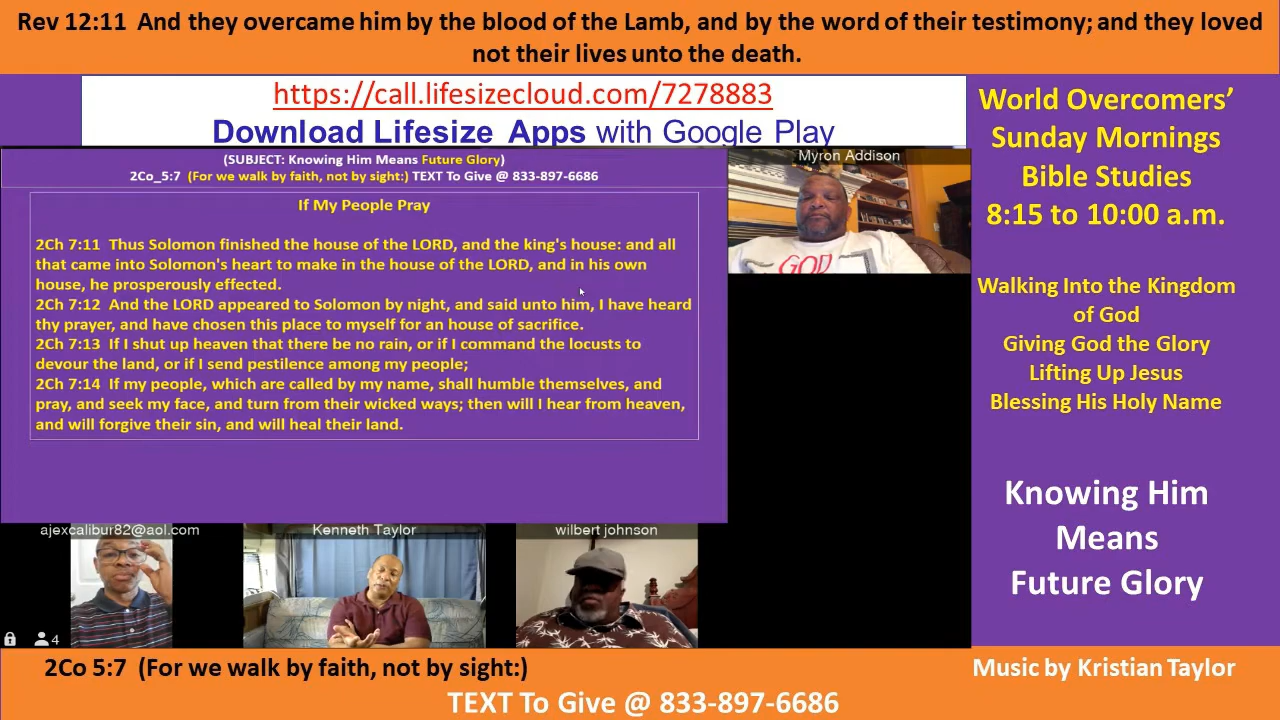 Rev 12:11  And they overcame him by the blood of the Lamb, and by the word of their testimony; and they loved
not their lives unto the death.
https://call.lifesizecloud.com/7278883
Download Lifesize Apps with Google Play
(SUBJECT: Knowing Him Means Future Glory)
2Co_5:7 (For we walk by faith, not by sight:) TEXT To Give @ 833-897-6686
If My People Pray
2Ch 7:11  Thus Solomon finished the house of the LORD, and the king's house: and all
that came into Solomon's heart to make in the house of the LORD, and in his own
house, he prosperously effected.
2Ch 7:12  And the LORD appeared to Solomon by night, and said unto him, I have heard
thy prayer, and have chosen this place to myself for an house of sacrifice.
2Ch 7:13  If I shut up heaven that there be no rain, or if I command the locusts to
devour the land, or if I send pestilence among my people;
2Ch 7:14  If my people, which are called by my name, shall humble themselves, and
pray, and seek my face, and turn from their wicked ways; then will I hear from heaven,
and will forgive their sin, and will heal their land.
Myron Addison
GOD
World Overcomers'
Sunday Mornings
Bible Studies
8:15 to 10:00 a.m.
Walking Into the Kingdom
of God
Giving God the Glory
Lifting Up Jesus
Blessing His Holy Name
Knowing Him
Means
Future Glory
ajexcalibur82@aol.com
Kenneth Taylor
wilbert johnson
4
2Co 5:7  (For we walk by faith, not by sight:)
Music by Kristian Taylor
TEXT To Give @ 833-897-6686